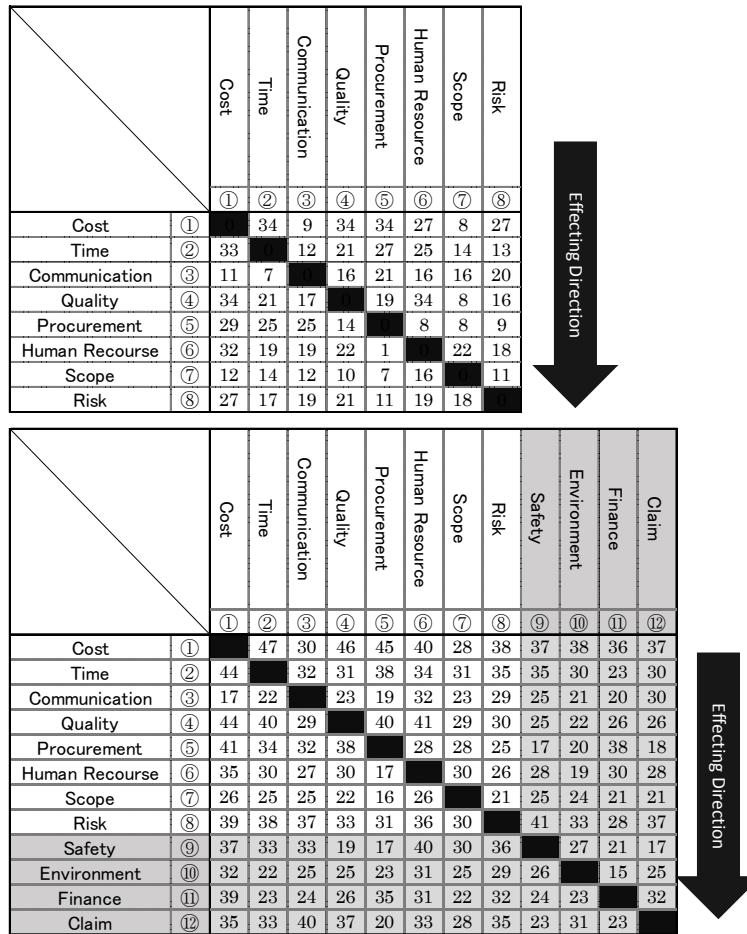 Cost Time Communication Quality Procurement Human Resource Scope Risk
① ② ③ ④ ⑤ ⑥ ⑦ ⑧
Cost ① 0 34 9 34 34 27 8 27
Time ② 33 0 12 21 27 25 14 13
Communication ③ 11 7 0 16 21 16 16 20
Quality ④ 34 21 17 0 19 34 8 16
Procurement ⑤ 29 25 25 14 0 8 8 9
Human Recourse ⑥ 32 19 19 22 1 0 22 18
Scope ⑦ 12 14 12 10 7 16 0 11
Risk ⑧ 27 17 19 21 11 19 18 0
Effecting Direction
Cost Time Communication Quality Procurement Human Resource Scope Risk Safety Environment Finance Claim
① ② ③ ④ ⑤ ⑥ ⑦ ⑧ ⑨ ⑩ ⑪ ⑫
Cost ① 47 30 46 45 40 28 38 37 38 36 37
Time ② 44 32 31 38 34 31 35 35 30 23 30
Communication ③ 17 22 23 19 32 23 29 25 21 20 30
Quality ④ 44 40 29 40 41 29 30 25 22 26 26
Procurement ⑤ 41 34 32 38 28 28 25 17 20 38 18
Human Recourse ⑥ 35 30 27 30 17 30 26 28 19 30 28
Scope ⑦ 26 25 25 22 16 26 21 25 24 21 21
Risk ⑧ 39 38 37 33 31 36 30 41 33 28 37
Safety ⑨ 37 33 33 19 17 40 30 36 27 21 17
Environment ⑩ 32 22 25 25 23 31 25 29 26 15 25
Finance ⑪ 39 23 24 26 35 31 22 32 24 23 32
Claim ⑫ 35 33 40 37 20 33 28 35 23 31 23
Effecting Direction